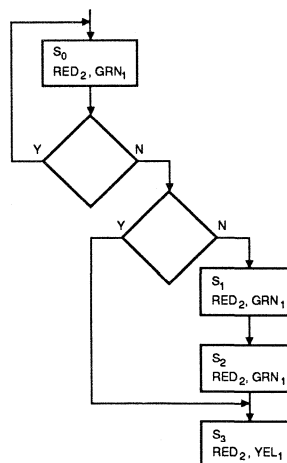 S0
RED2, GRN1
Y
N
Y
N
S1
RED2, GRN1
S2
RED2, GRN1
S3
RED2, YEL1